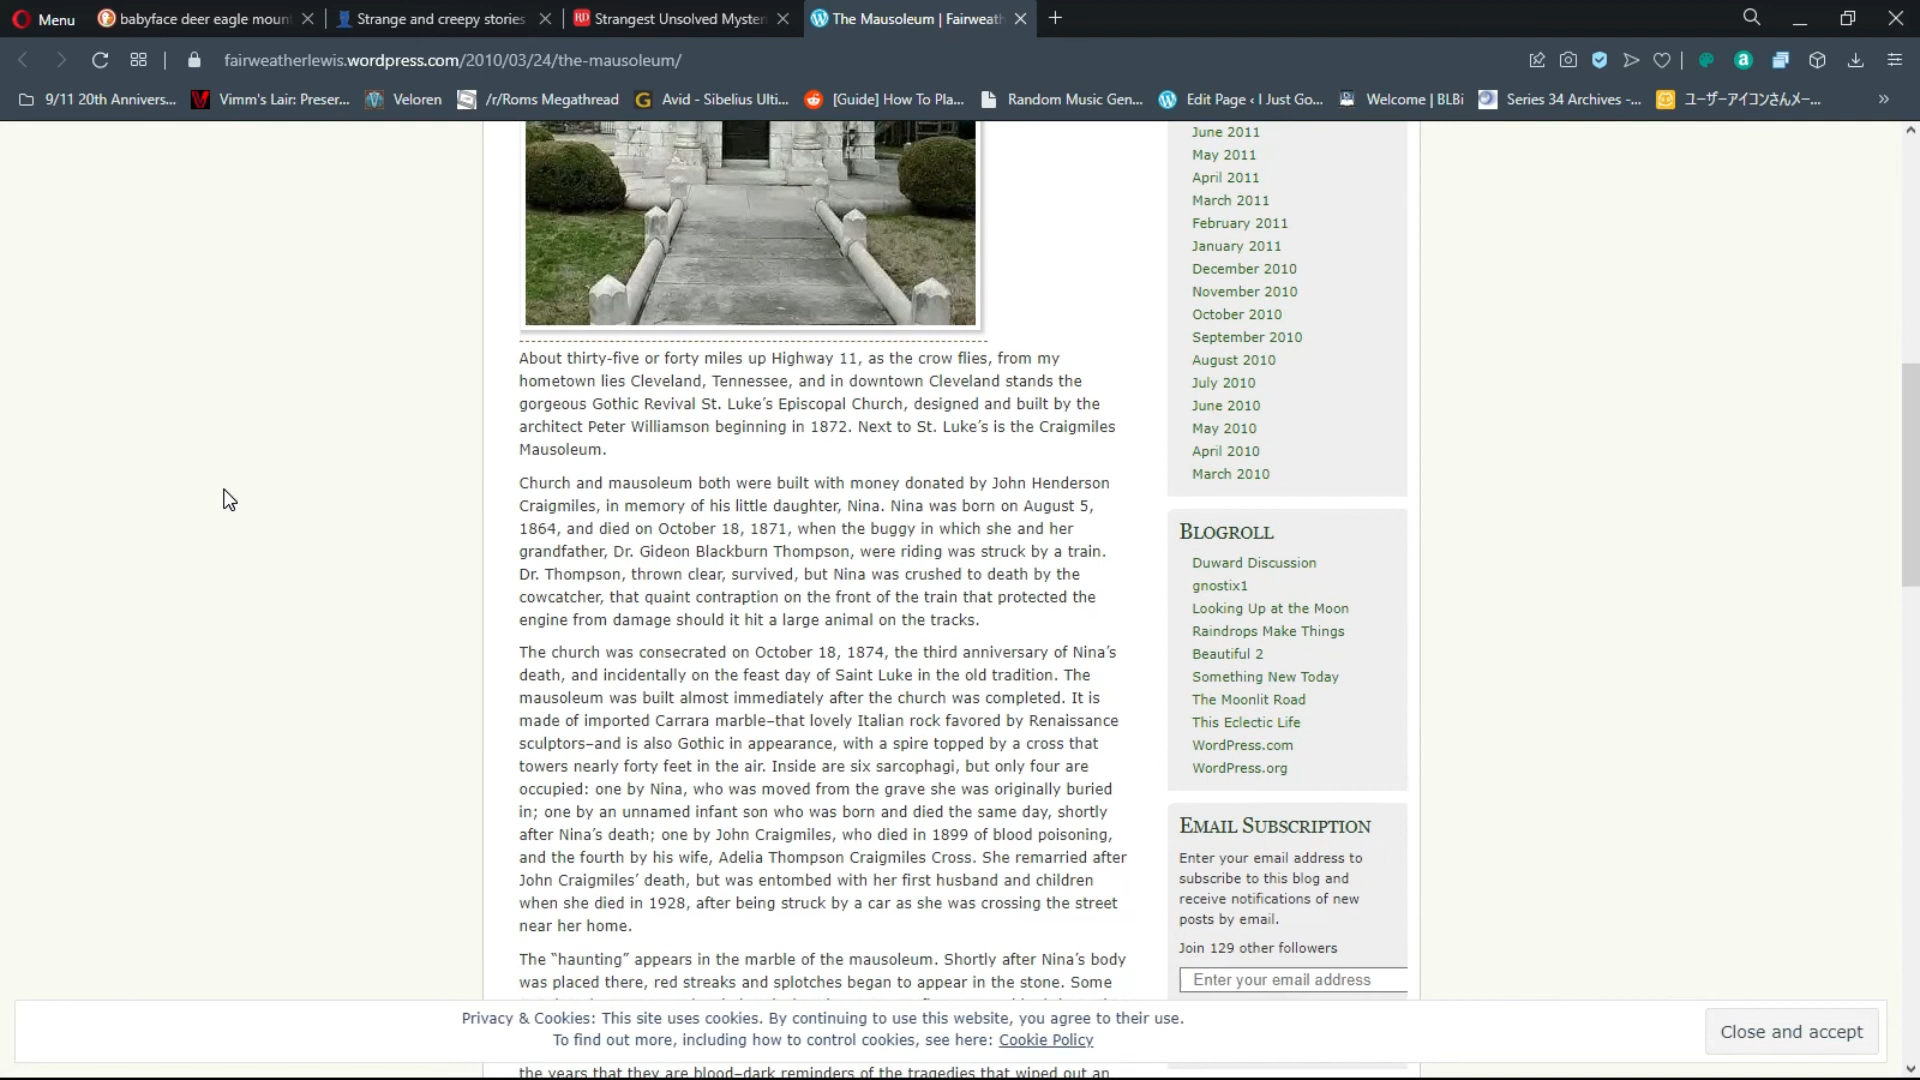 Menu
babyface deer eagle moun
Strange and creepy stories
Strangest Unsolved Myster
The Mausoleum | Fairweath
fairweatherlewis.wordpress.com/2010/03/24/the-mausoleum/
9/11 20th Annivers...
Vimm's Lair: Preser...
Veloren
/r/Roms Megathread
Avid - Sibelius Ulti...
[Guide] How To Pla...
Random Music Gen...
Edit Page ‹ I Just Go...
Welcome | BLBi
Series 34 Archives -...
ユーザーアイコンさんメー...
About thirty-five or forty miles up Highway 11, as the crow flies, from my
hometown lies Cleveland, Tennessee, and in downtown Cleveland stands the
gorgeous Gothic Revival St. Luke's Episcopal Church, designed and built by the
architect Peter Williamson beginning in 1872. Next to St. Luke's is the Craigmiles
Mausoleum.
Church and mausoleum both were built with money donated by John Henderson
Craigmiles, in memory of his little daughter, Nina. Nina was born on August 5,
1864, and died on October 18, 1871, when the buggy in which she and her
grandfather, Dr. Gideon Blackburn Thompson, were riding was struck by a train.
Dr. Thompson, thrown clear, survived, but Nina was crushed to death by the
cowcatcher, that quaint contraption on the front of the train that protected the
engine from damage should it hit a large animal on the tracks.
The church was consecrated on October 18, 1874, the third anniversary of Nina's
death, and incidentally on the feast day of Saint Luke in the old tradition. The
mausoleum was built almost immediately after the church was completed. It is
made of imported Carrara marble–that lovely Italian rock favored by Renaissance
sculptors–and is also Gothic in appearance, with a spire topped by a cross that
towers nearly forty feet in the air. Inside are six sarcophagi, but only four are
occupied: one by Nina, who was moved from the grave she was originally buried
in; one by an unnamed infant son who was born and died the same day, shortly
after Nina's death; one by John Craigmiles, who died in 1899 of blood poisoning,
and the fourth by his wife, Adelia Thompson Craigmiles Cross. She remarried after
John Craigmiles' death, but was entombed with her first husband and children
when she died in 1928, after being struck by a car as she was crossing the street
near her home.
The “haunting” appears in the marble of the mausoleum. Shortly after Nina's body
was placed there, red streaks and splotches began to appear in the stone. Some
the years that they are blood–dark reminders of the tragedies that wiped out an
June 2011
May 2011
April 2011
March 2011
February 2011
January 2011
December 2010
November 2010
October 2010
September 2010
August 2010
July 2010
June 2010
May 2010
April 2010
March 2010
Blogroll
Duward Discussion
gnostix1
Looking Up at the Moon
Raindrops Make Things
Beautiful 2
Something New Today
The Moonlit Road
This Eclectic Life
WordPress.com
WordPress.org
Email Subscription
Enter your email address to
subscribe to this blog and
receive notifications of new
posts by email.
Join 129 other followers
Enter your email address
Privacy & Cookies: This site uses cookies. By continuing to use this website, you agree to their use.
To find out more, including how to control cookies, see here: Cookie Policy
Close and accept